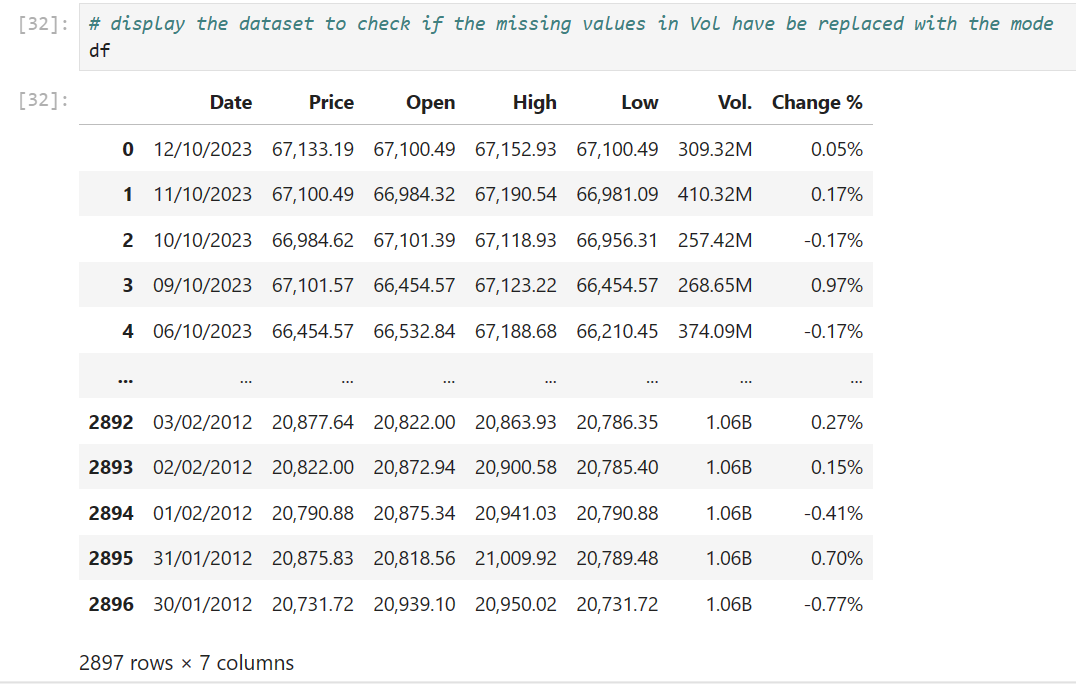 [32]: # display the dataset to check if the missing values in Vol have be replaced with the mode
df
[32]: Date Price Open High Low Vol. Change %
0 12/10/2023 67,133.19 67,100.49 67,152.93 67,100.49 309.32M 0.05%
1 11/10/2023 67,100.49 66,984.32 67,190.54 66,981.09 410.32M 0.17%
2 10/10/2023 66,984.62 67,101.39 67,118.93 66,956.31 257.42M -0.17%
3 09/10/2023 67,101.57 66,454.57 67,123.22 66,454.57 268.65M 0.97%
4 06/10/2023 66,454.57 66,532.84 67,188.68 66,210.45 374.09M -0.17%
... ... ... ... ... ... ... ...
2892 03/02/2012 20,877.64 20,822.00 20,863.93 20,786.35 1.06B 0.27%
2893 02/02/2012 20,822.00 20,872.94 20,900.58 20,785.40 1.06B 0.15%
2894 01/02/2012 20,790.88 20,875.34 20,941.03 20,790.88 1.06B -0.41%
2895 31/01/2012 20,875.83 20,818.56 21,009.92 20,789.48 1.06B 0.70%
2896 30/01/2012 20,731.72 20,939.10 20,950.02 20,731.72 1.06B -0.77%
2897 rows × 7 columns